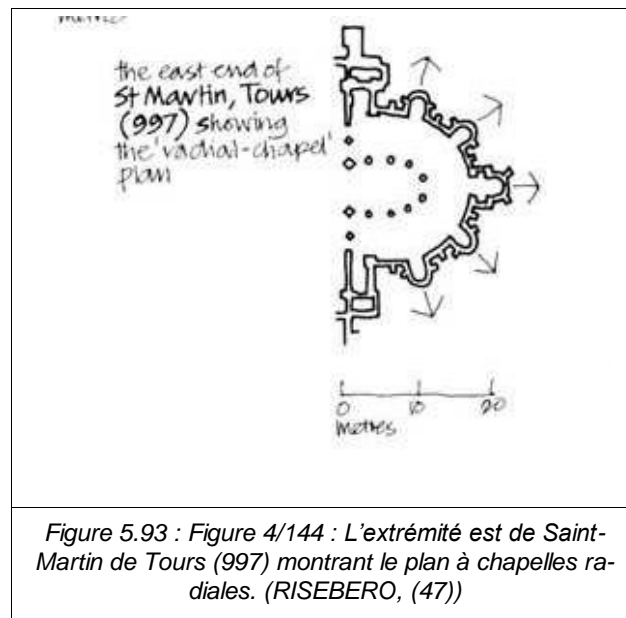 metres
the east end of
St Martin, Tours
(997) showing
the 'radial-chapel'
plan
0 10 20
metres
Figure 5.93 : Figure 4/144 : L'extrémité est de Saint-
Martin de Tours (997) montrant le plan à chapelles ra-
diales. (RISEBERO, (47))